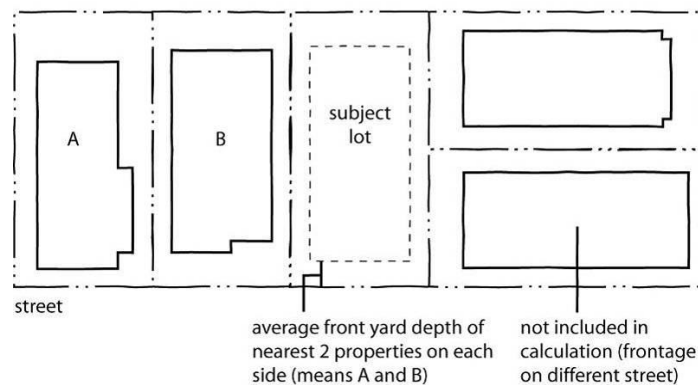 A
B
subject
lot
street
average front yard depth of
nearest 2 properties on each
side (means A and B)
not included in
calculation (frontage
on different street)